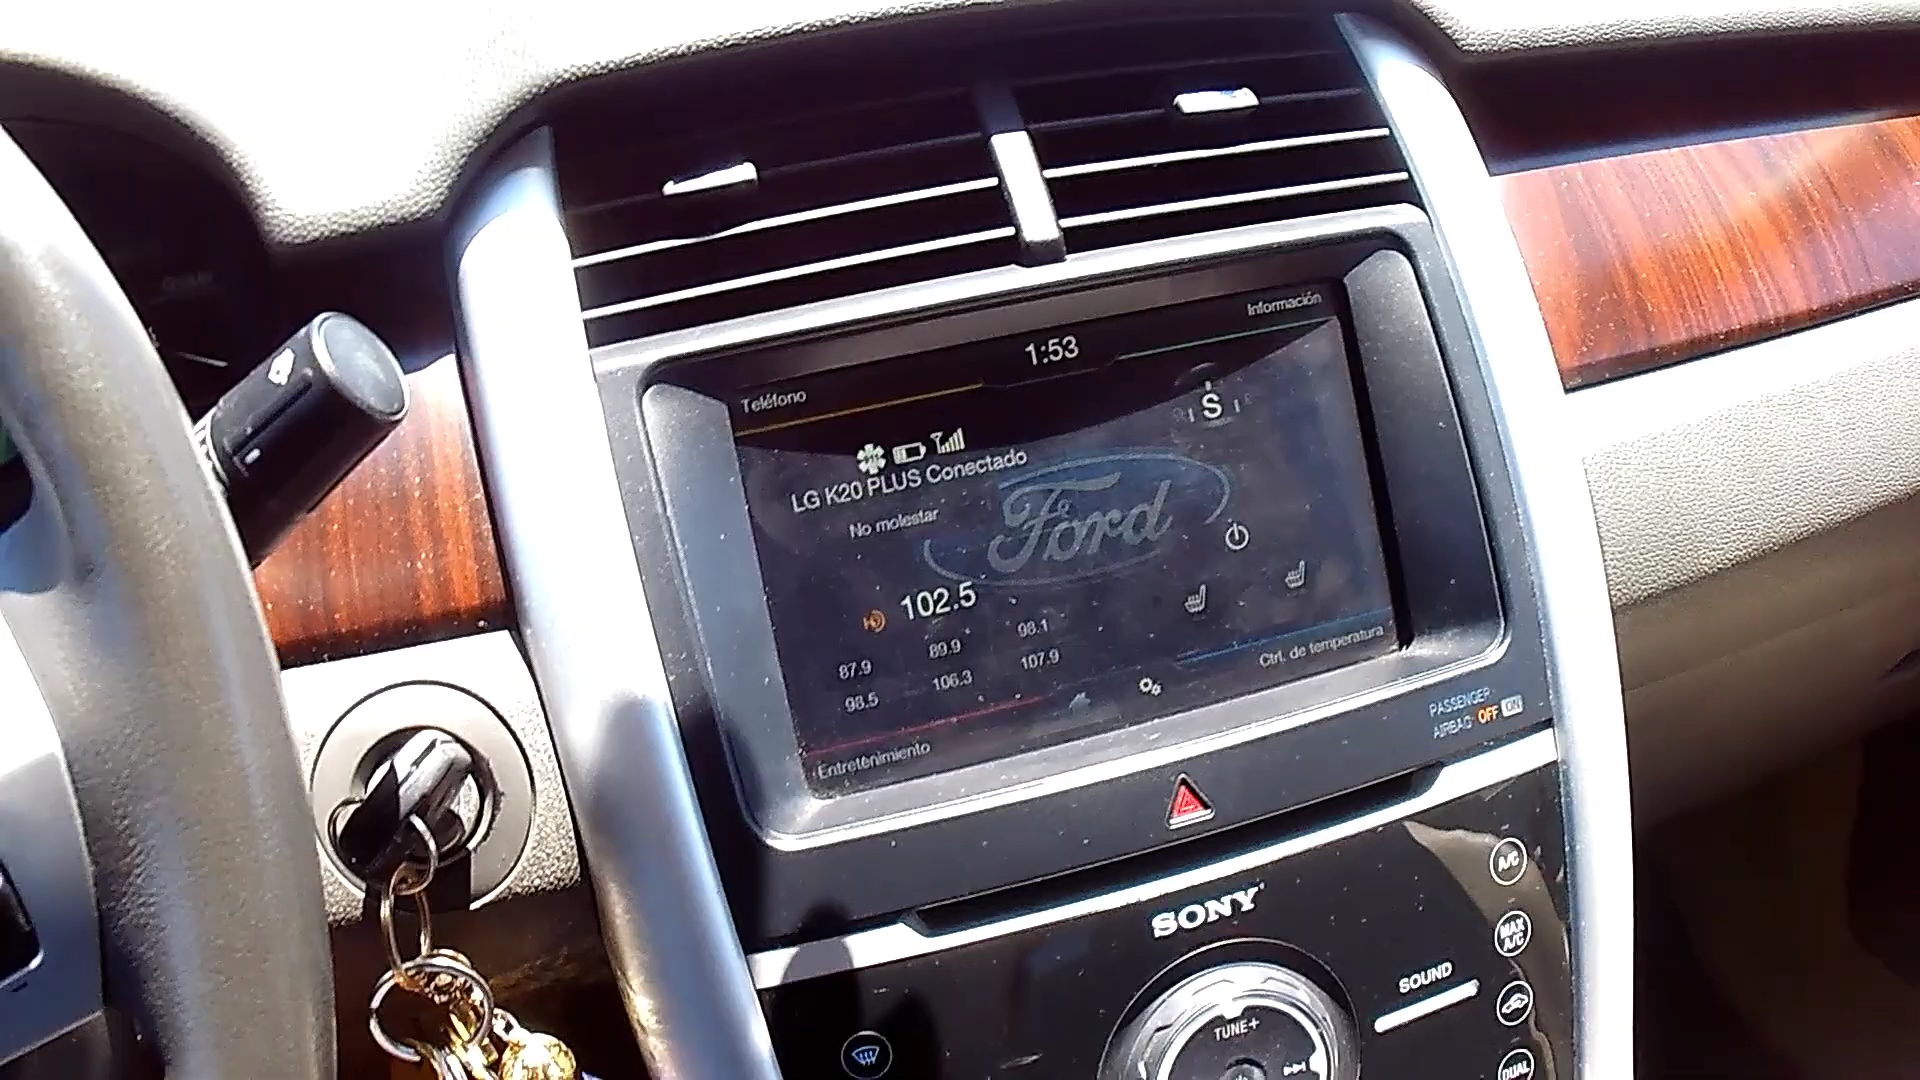 Información
1:53
Teléfono
S
LG K20 PLUS Conectado
No molestar
Ford
102.5
87.9 89.9 98.1
98.5 106.3 107.9
Ctrl. de temperatura
Entretenimiento
PASSENGER
AIRBAG OFF ON
SONY
A/C
MAX A/C
SOUND
TUNE+
DUAL